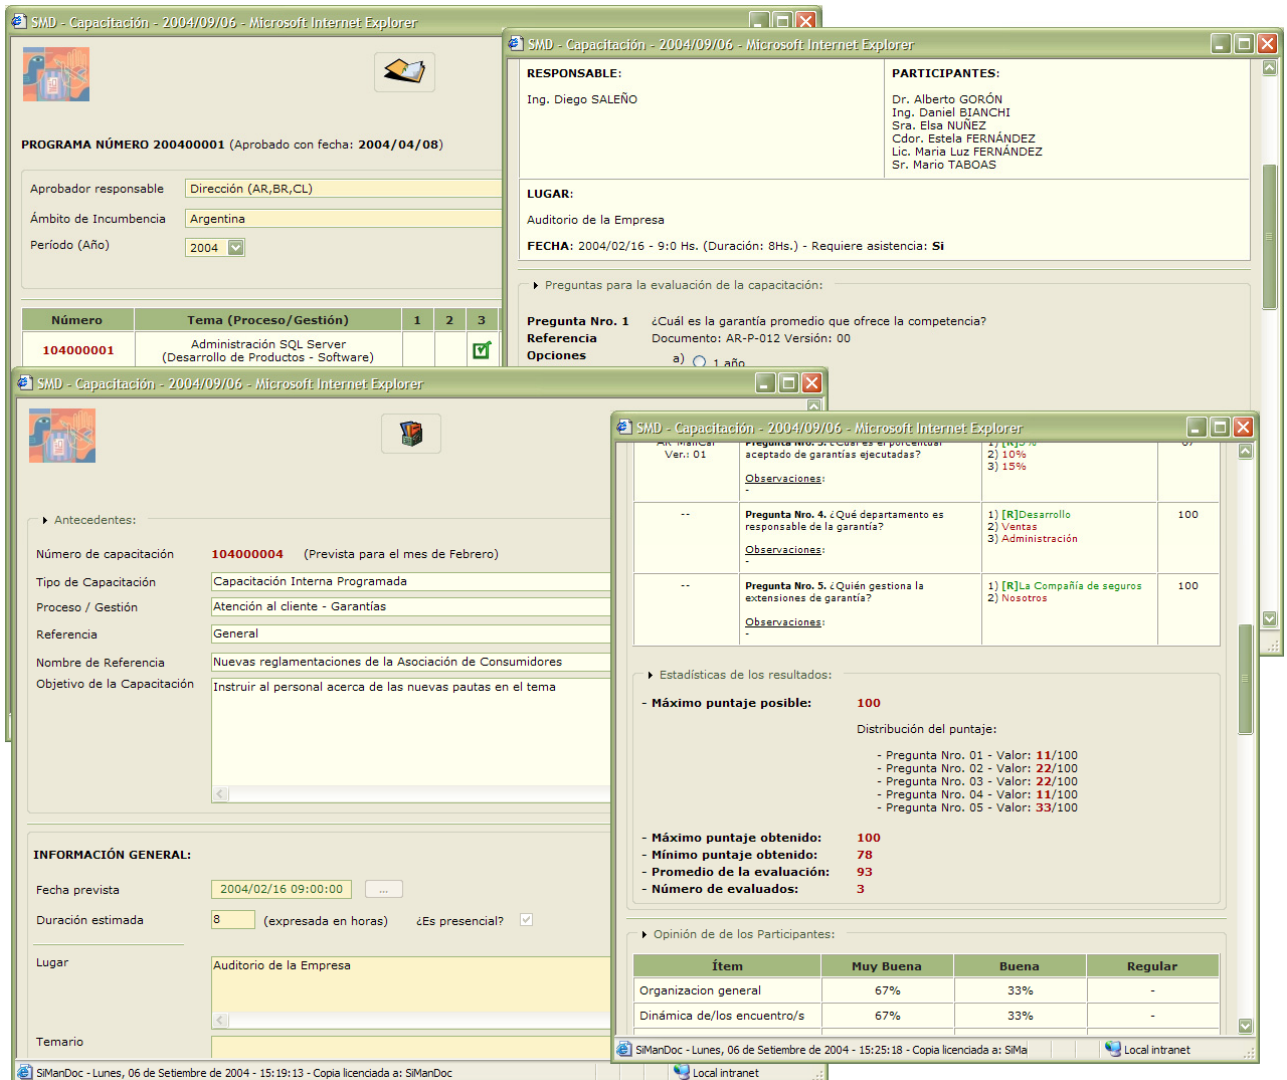 SMD - Capacitación - 2004/09/06 - Microsoft Internet Explorer
PROGRAMA NÚMERO 200400001 (Aprobado con fecha: 2004/04/08)
Aprobador responsable Dirección (AR,BR,CL)
Ámbito de Incumbencia Argentina
Período (Año) 2004
Número Tema (Proceso/Gestión) 1 2 3
104000001 Administración SQL Server
(Desarrollo de Productos - Software)
SMD - Capacitación - 2004/09/06 - Microsoft Internet Explorer
RESPONSABLE: PARTICIPANTES:
Ing. Diego SALEÑO Dr. Alberto GORÓN
Ing. Daniel BIANCHI
Sra. Elsa NUÑEZ
Cdor. Estela FERNÁNDEZ
Lic. Maria Luz FERNÁNDEZ
Sr. Mario TABOAS
LUGAR:
Auditorio de la Empresa
FECHA: 2004/02/16 - 9:0 Hs. (Duración: 8Hs.) - Requiere asistencia: Si
Preguntas para la evaluación de la capacitación:
Pregunta Nro. 1 ¿Cuál es la garantía promedio que ofrece la competencia?
Referencia Documento: AR-P-012 Versión: 00
Opciones a) 1 año
SMD - Capacitación - 2004/09/06 - Microsoft Internet Explorer
Antecedentes:
Número de capacitación 104000004 (Prevista para el mes de Febrero)
Tipo de Capacitación Capacitación Interna Programada
Proceso / Gestión Atención al cliente - Garantías
Referencia General
Nombre de Referencia Nuevas reglamentaciones de la Asociación de Consumidores
Objetivo de la Capacitación Instruir al personal acerca de las nuevas pautas en el tema
INFORMACIÓN GENERAL:
Fecha prevista 2004/02/16 09:00:00 ...
Duración estimada 8 (expresada en horas) ¿Es presencial?
Lugar Auditorio de la Empresa
Temario
SiManDoc - Lunes, 06 de Setiembre de 2004 - 15:19:13 - Copia licenciada a: SiManDoc Local intranet
SMD - Capacitación - 2004/09/06 - Microsoft Internet Explorer
Pregunta Nro. 3. ¿Cuál es el porcentual
Ver.: 01 aceptado de garantías ejecutadas? 2) 10%
3) 15%
Observaciones:
-
-- Pregunta Nro. 4. ¿Qué departamento es 1) [R]Desarrollo 100
responsable de la garantía? 2) Ventas
3) Administración
Observaciones:
-
-- Pregunta Nro. 5. ¿Quién gestiona la 1) [R]La Compañía de seguros 100
extensiones de garantía? 2) Nosotros
Observaciones:
-
Estadísticas de los resultados:
- Máximo puntaje posible: 100
Distribución del puntaje:
- Pregunta Nro. 01 - Valor: 11/100
- Pregunta Nro. 02 - Valor: 22/100
- Pregunta Nro. 03 - Valor: 22/100
- Pregunta Nro. 04 - Valor: 11/100
- Pregunta Nro. 05 - Valor: 33/100
- Máximo puntaje obtenido: 100
- Mínimo puntaje obtenido: 78
- Promedio de la evaluación: 93
- Número de evaluados: 3
Opinión de de los Participantes:
Ítem Muy Buena Buena Regular
Organizacion general 67% 33% -
Dinámica de/los encuentro/s 67% 33% -
SiManDoc - Lunes, 06 de Setiembre de 2004 - 15:25:18 - Copia licenciada a: SiMa Local intranet